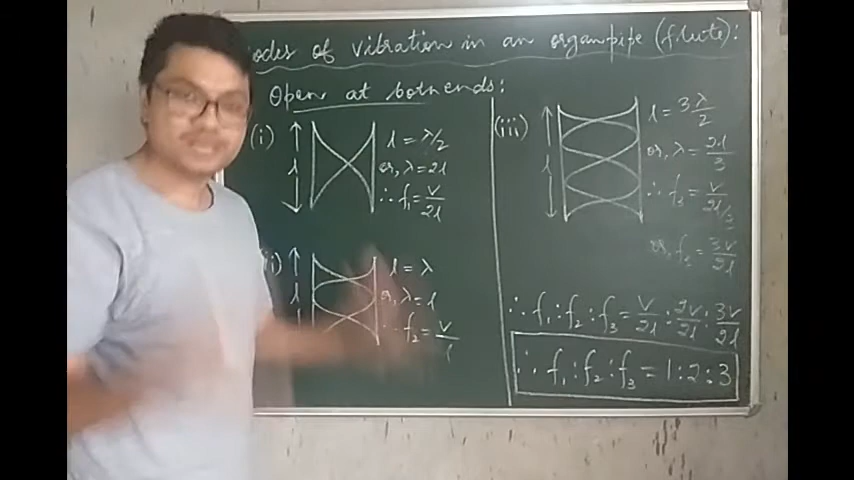 odes of vibration in an organpipe (flute):
Open at both ends:
(i) l l = λ/2
or, λ = 2l
∴ f₁ = v/2l
i) l l = λ
or, λ = l
∴ f₂ = v/l
(iii) l l = 3λ/2
or, λ = 2l/3
∴ f₃ = v/2l/3
or, f₃ = 3v/2l
∴ f₁ : f₂ : f₃ = v/2l : 2v/2l : 3v/2l
∴ f₁ : f₂ : f₃ = 1 : 2 : 3